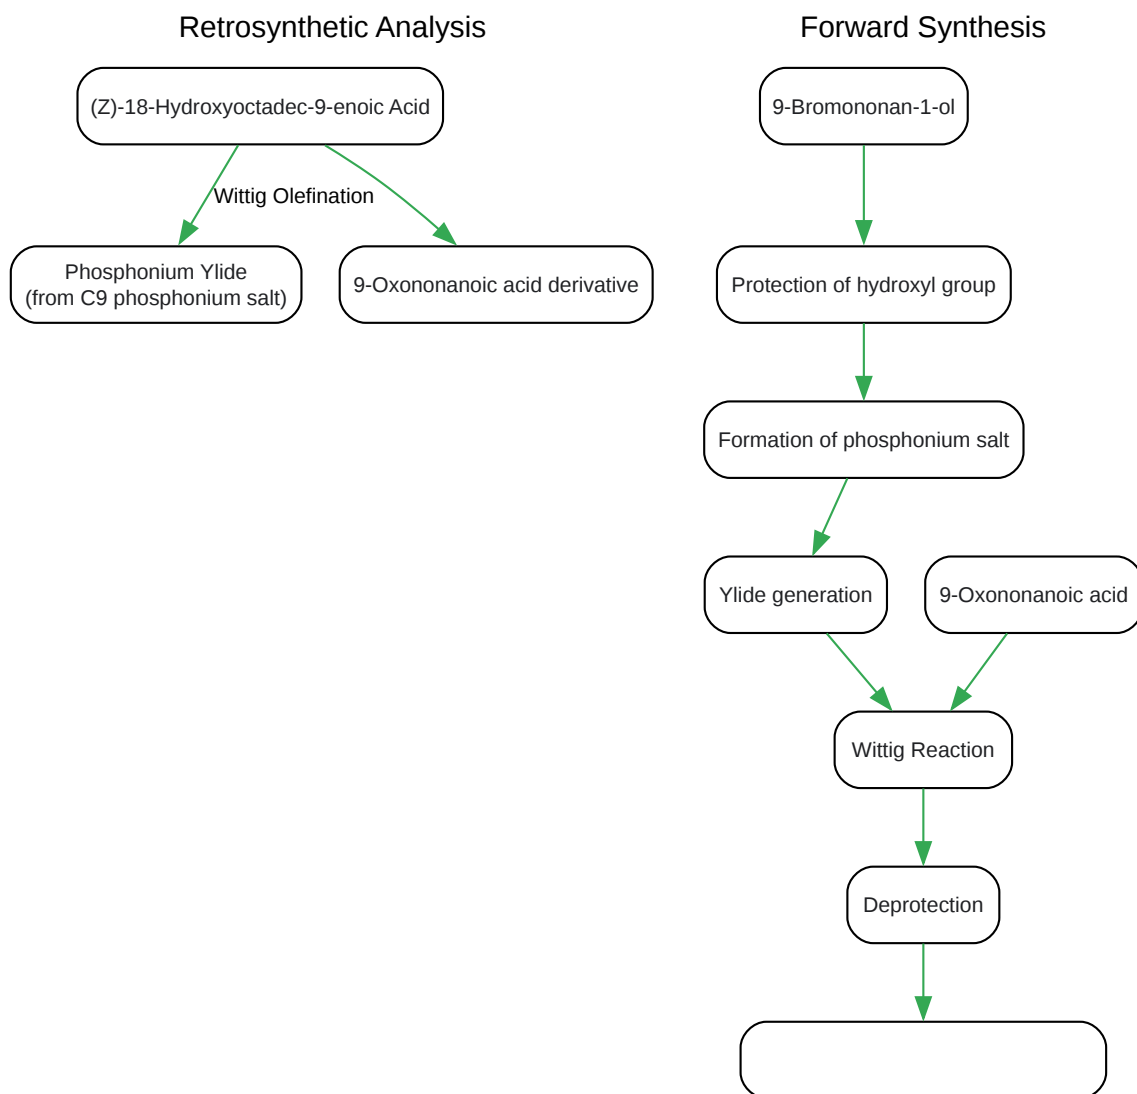 Retrosynthetic Analysis
(Z)-18-Hydroxyoctadec-9-enoic Acid
Wittig Olefination
Phosphonium Ylide
(from C9 phosphonium salt)
9-Oxononanoic acid derivative
Forward Synthesis
9-Bromononan-1-ol
Protection of hydroxyl group
Formation of phosphonium salt
Ylide generation
9-Oxononanoic acid
Wittig Reaction
Deprotection